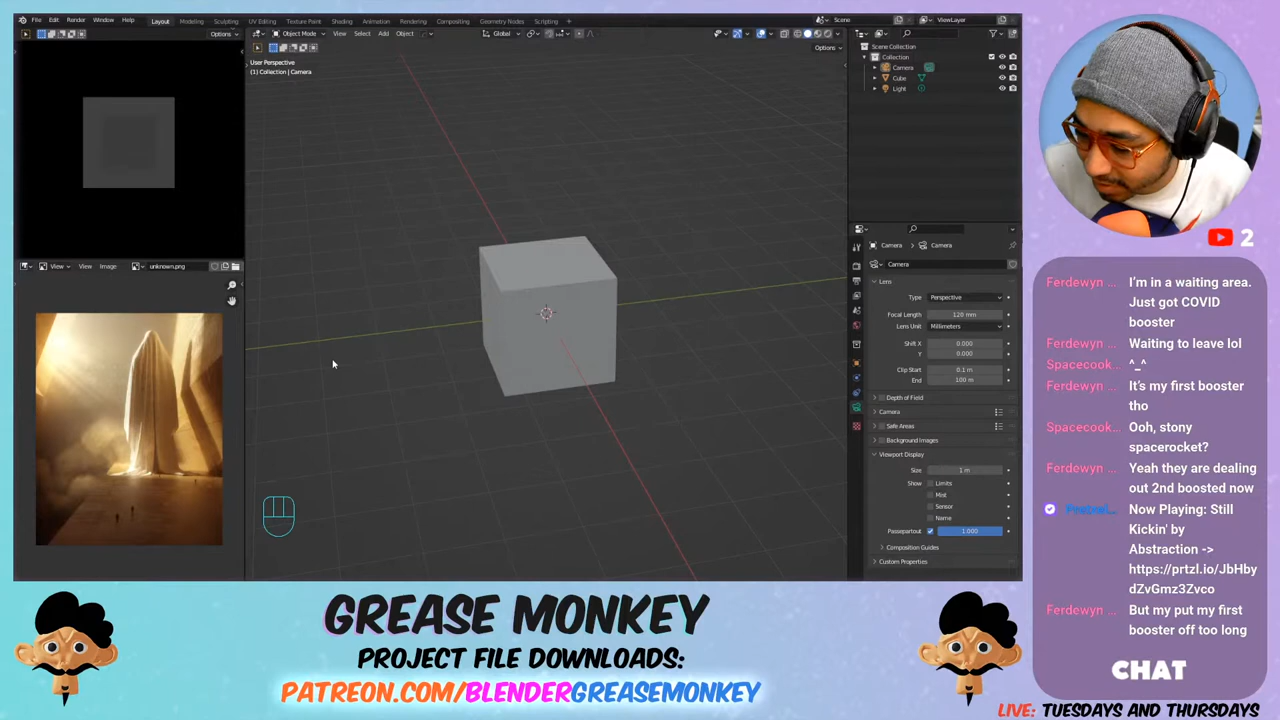 File Edit Render Window Help Layout Modeling Sculpting UV Editing Texture Paint Shading Animation Rendering Compositing Geometry Nodes Scripting + Scene ViewLayer
Options
Object Mode View Select Add Object Global
Options
User Perspective
(1) Collection | Camera
Scene Collection
Collection
Camera
Cube
Light
View View Image unknown.png
Camera Camera
Camera
Lens
Type Perspective
Focal Length 120 mm
Lens Unit Millimeters
Shift X 0.000
Y 0.000
Clip Start 0.1 m
End 100 m
Depth of Field
Camera
Safe Areas
Background Images
Viewport Display
Size 1 m
Show Limits
Mist
Sensor
Name
Passepartout 1.000
Composition Guides
Custom Properties
2
Ferdewyn ... I'm in a waiting area.
Just got COVID
booster
Ferdewyn ... Waiting to leave lol
Spacecook... ^_^
Ferdewyn ... It's my first booster
tho
Spacecook... Ooh, stony
spacerocket?
Ferdewyn ... Yeah they are dealing
out 2nd boosted now
Now Playing: Still
Kickin' by
Abstraction ->
https://prtzl.io/JbHby
dZvGmz3Zvco
Ferdewyn ... But my put my first
booster off too long
CHAT
GREASE MONKEY
PROJECT FILE DOWNLOADS:
PATREON.COM/BLENDERGREASEMONKEY
LIVE: TUESDAYS AND THURSDAYS